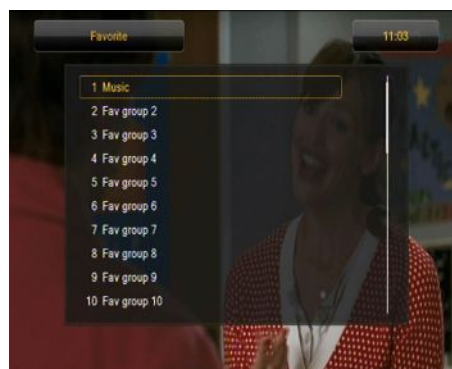 Favorite
11:03
1 Music
2 Fav group 2
3 Fav group 3
4 Fav group 4
5 Fav group 5
6 Fav group 6
7 Fav group 7
8 Fav group 8
9 Fav group 9
10 Fav group 10